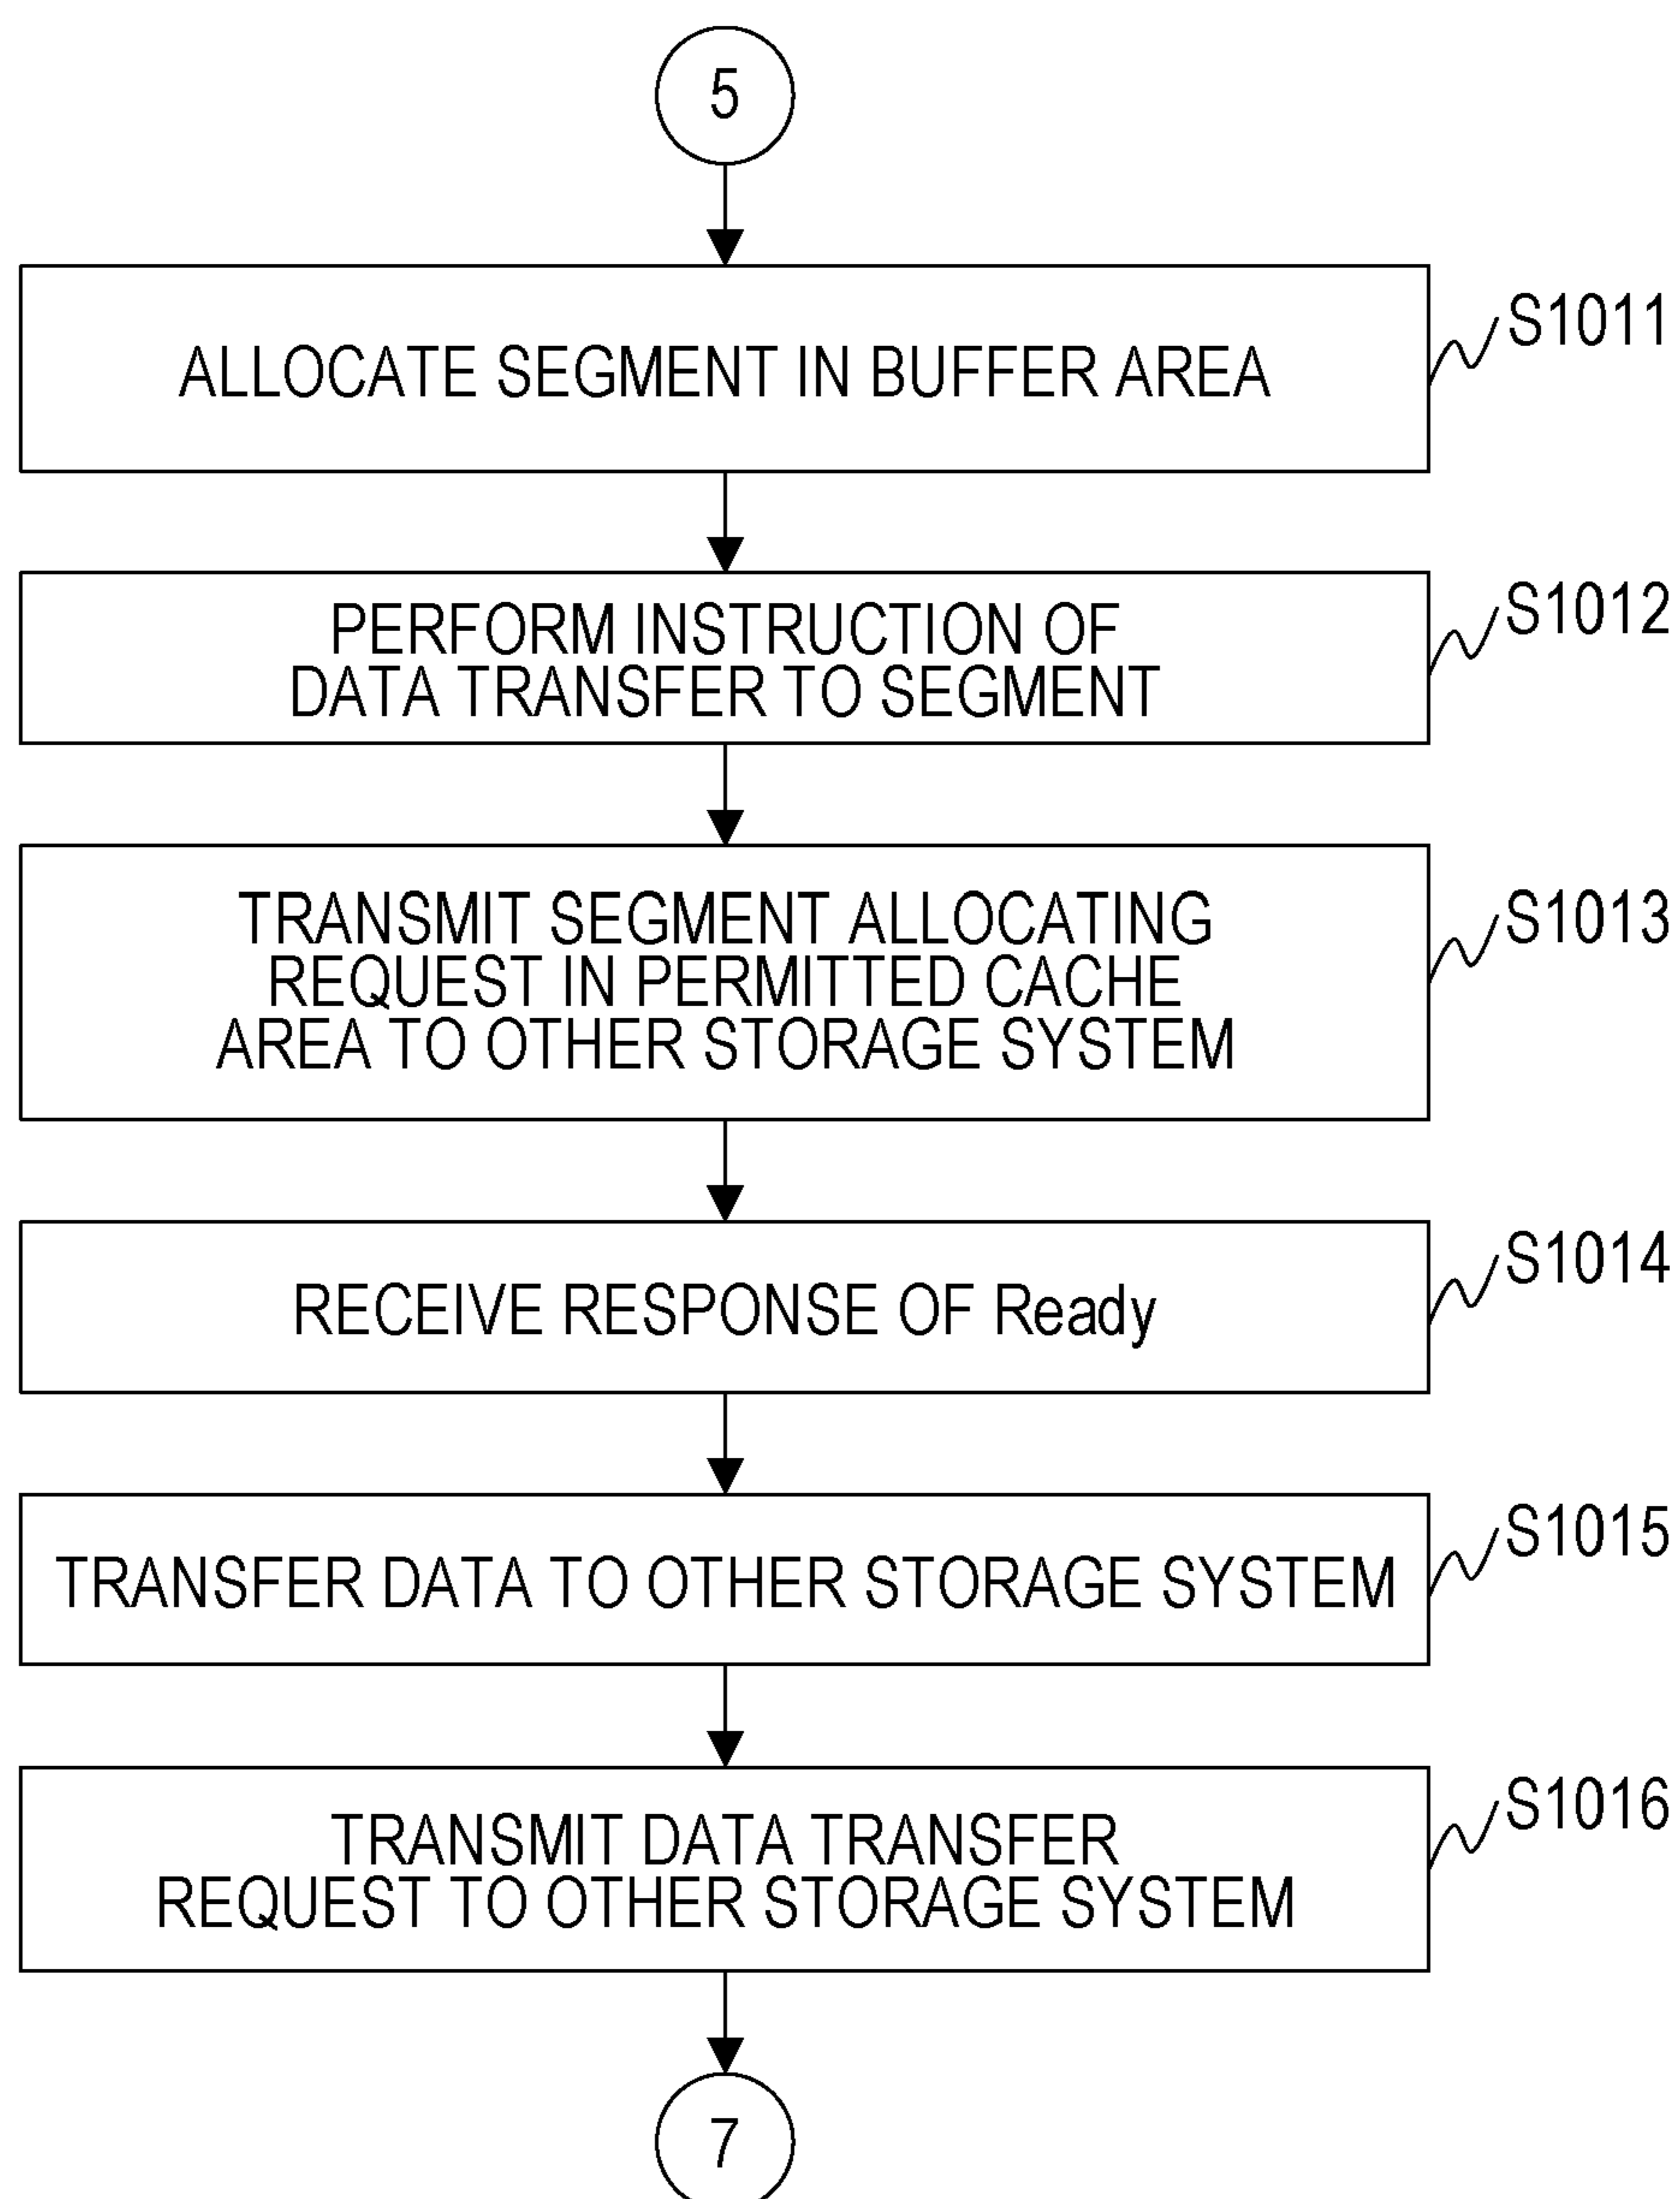 5
ALLOCATE SEGMENT IN BUFFER AREA
S1011
PERFORM INSTRUCTION OF
DATA TRANSFER TO SEGMENT
S1012
TRANSMIT SEGMENT ALLOCATING
REQUEST IN PERMITTED CACHE
AREA TO OTHER STORAGE SYSTEM
S1013
RECEIVE RESPONSE OF Ready
S1014
TRANSFER DATA TO OTHER STORAGE SYSTEM
S1015
TRANSMIT DATA TRANSFER
REQUEST TO OTHER STORAGE SYSTEM
S1016
7